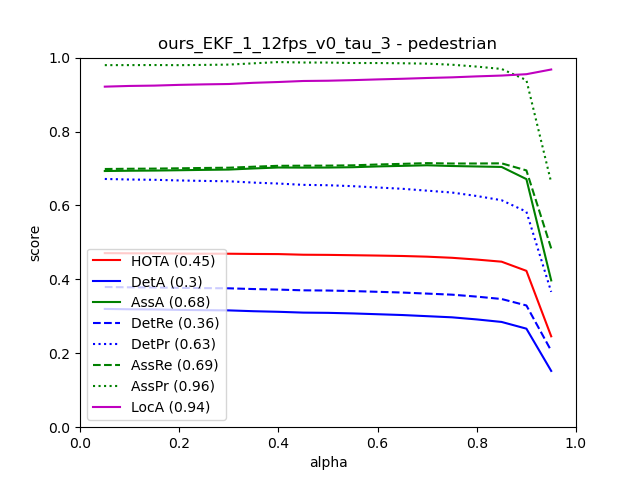 ours_EKF_1_12fps_v0_tau_3 - pedestrian
1.0
0.8
0.6
0.4
0.2
0.0
score
HOTA (0.45)
DetA (0.3)
AssA (0.68)
DetRe (0.36)
DetPr (0.63)
AssRe (0.69)
AssPr (0.96)
LocA (0.94)
0.0 0.2 0.4 0.6 0.8 1.0
alpha